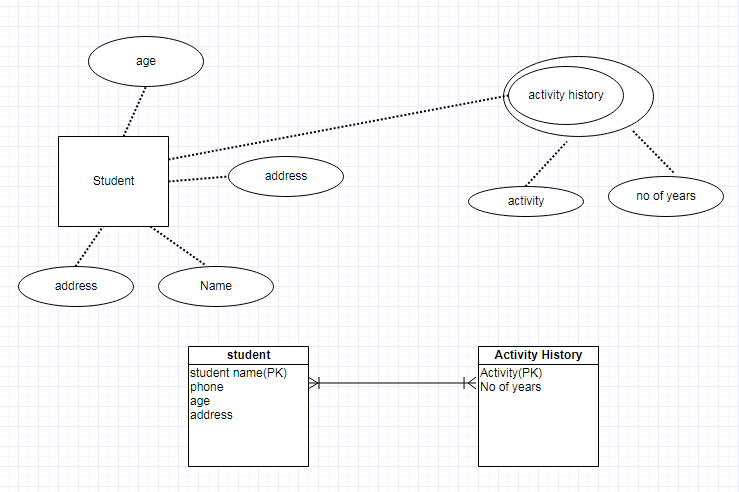 age
activity history
Student
address
activity
no of years
address
Name
student
student name(PK)
phone
age
address
Activity History
Activity(PK)
No of years